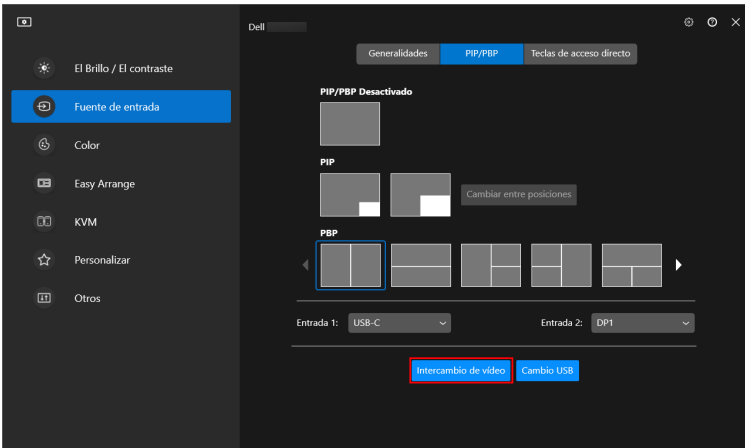 Dell
Generalidades PIP/PBP Teclas de acceso directo
El Brillo / El contraste
Fuente de entrada
Color
Easy Arrange
KVM
Personalizar
Otros
PIP/PBP Desactivado
PIP
Cambiar entre posiciones
PBP
Entrada 1: USB-C Entrada 2: DP1
Intercambio de vídeo Cambio USB